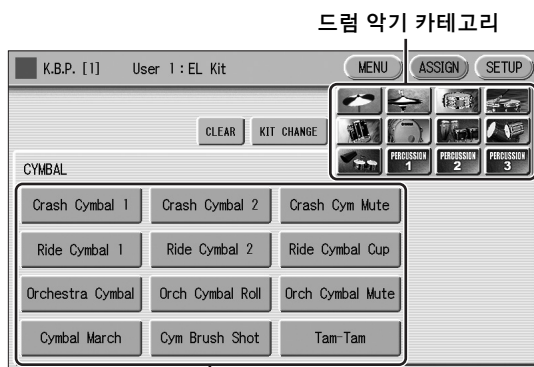 드럼 악기 카테고리
K.B.P. [1] User 1 : EL Kit MENU ASSIGN SETUP
CLEAR KIT CHANGE
PERCUSSION 1 PERCUSSION 2 PERCUSSION 3
CYMBAL
Crash Cymbal 1 Crash Cymbal 2 Crash Cym Mute
Ride Cymbal 1 Ride Cymbal 2 Ride Cymbal Cup
Orchestra Cymbal Orch Cymbal Roll Orch Cymbal Mute
Cymbal March Cym Brush Shot Tam-Tam